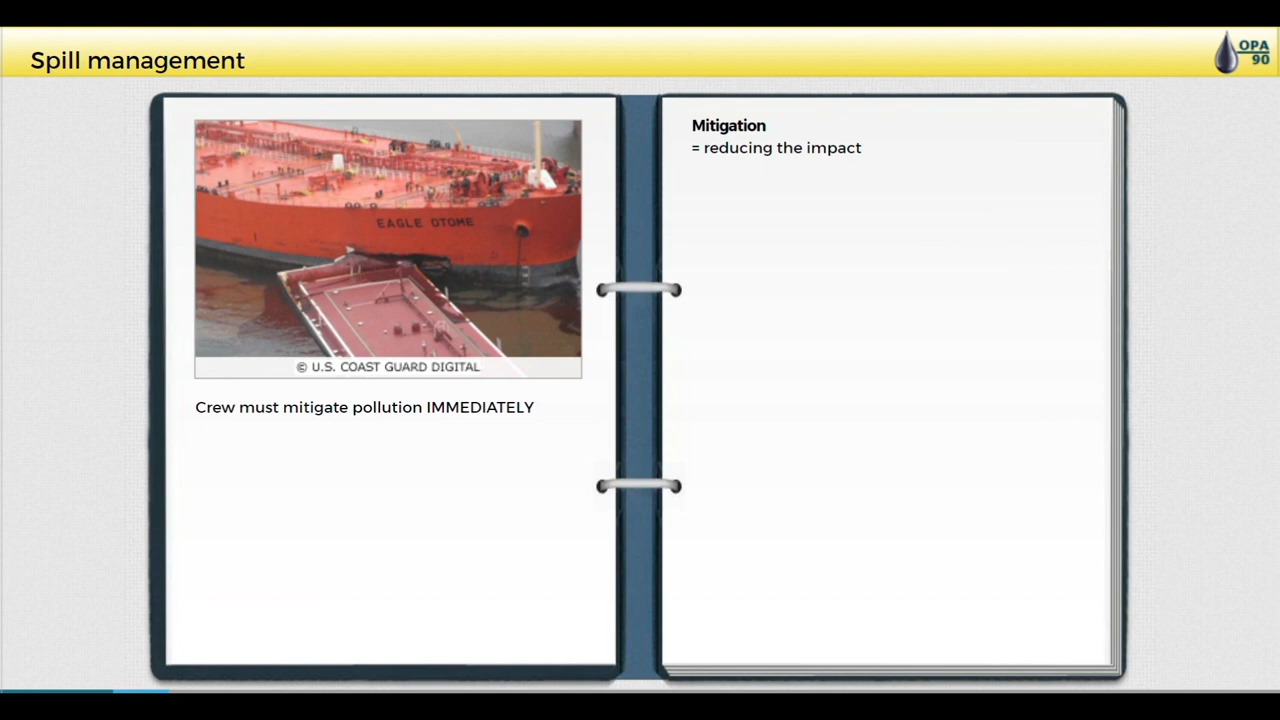 Spill management
OPA
90
EAGLE OTOME
© U.S. COAST GUARD DIGITAL
Crew must mitigate pollution IMMEDIATELY
Mitigation
= reducing the impact